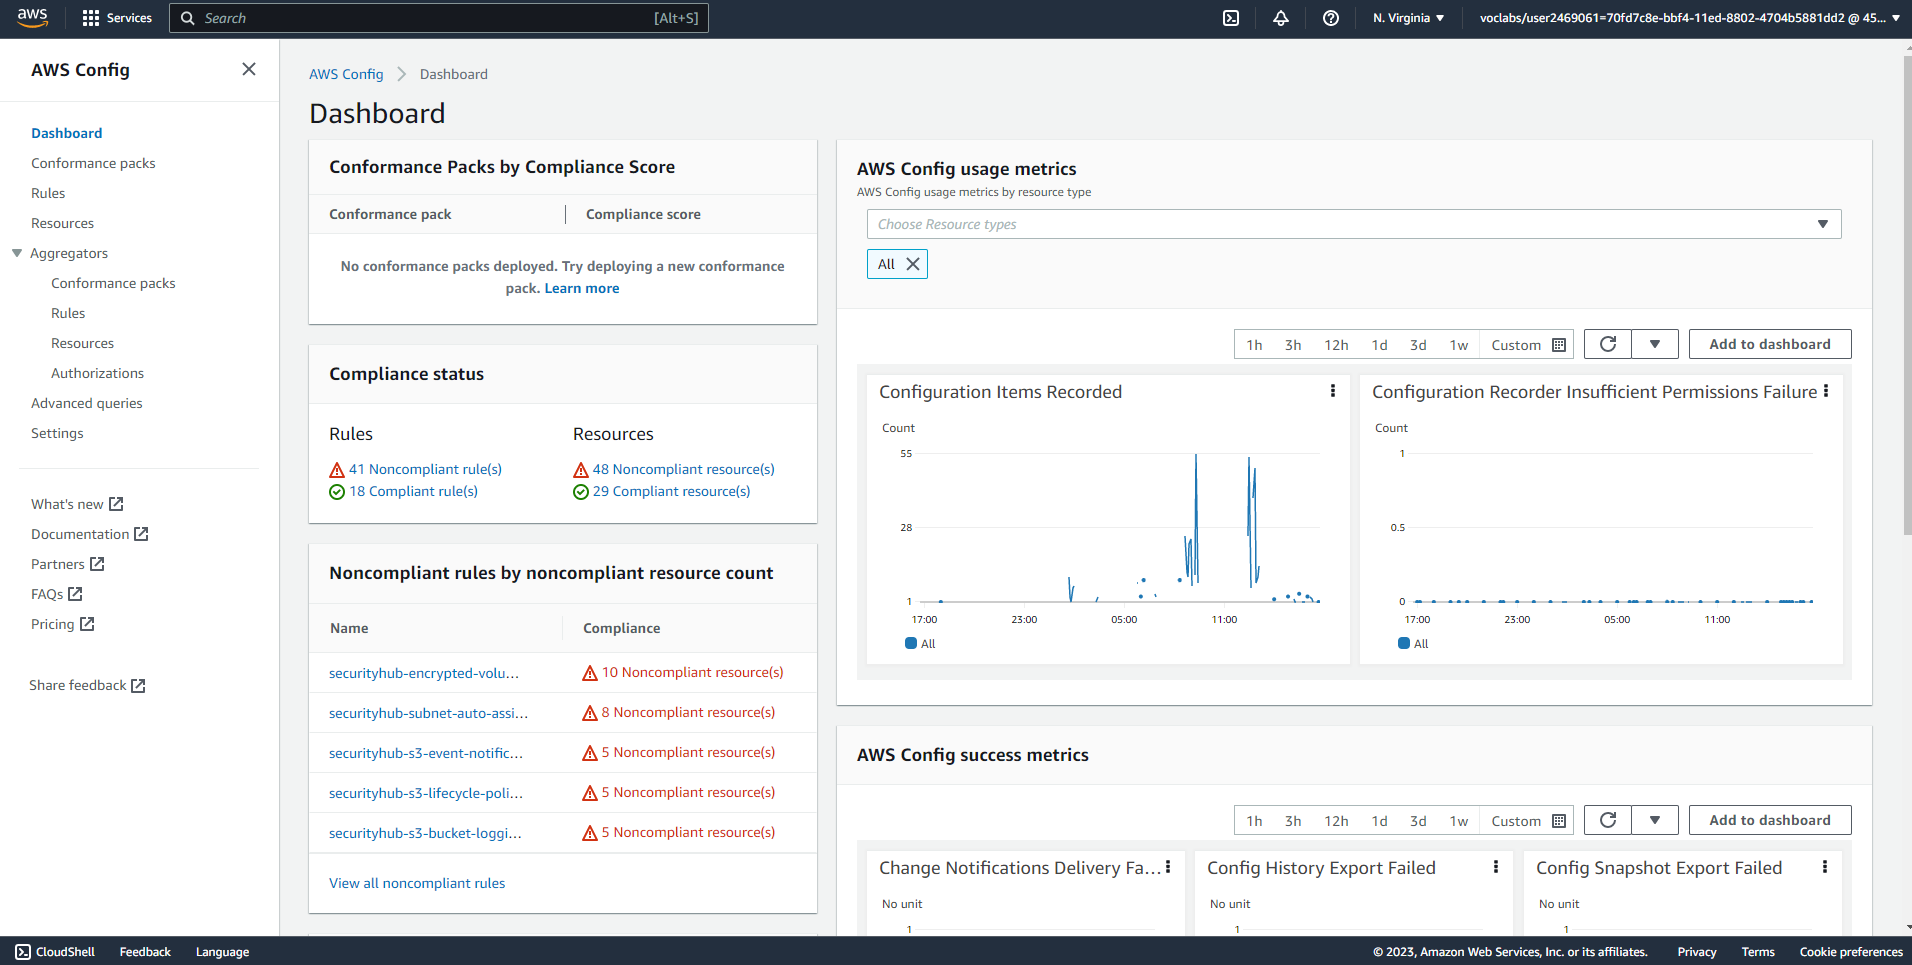 aws
Services
Search
[Alt+S]
N. Virginia
voclabs/user2469061=70fd7c8e-bbf4-11ed-8802-4704b5881dd2 @ 45...
AWS Config
Dashboard
Conformance packs
Rules
Resources
Aggregators
Conformance packs
Rules
Resources
Authorizations
Advanced queries
Settings
What's new
Documentation
Partners
FAQs
Pricing
Share feedback
AWS Config
Dashboard
Dashboard
Conformance Packs by Compliance Score
Conformance pack
Compliance score
No conformance packs deployed. Try deploying a new conformance
pack. Learn more
Compliance status
Rules
41 Noncompliant rule(s)
18 Compliant rule(s)
Resources
48 Noncompliant resource(s)
29 Compliant resource(s)
Noncompliant rules by noncompliant resource count
Name
Compliance
securityhub-encrypted-volu...
10 Noncompliant resource(s)
securityhub-subnet-auto-assi...
8 Noncompliant resource(s)
securityhub-s3-event-notific...
5 Noncompliant resource(s)
securityhub-s3-lifecycle-poli...
5 Noncompliant resource(s)
securityhub-s3-bucket-loggi...
5 Noncompliant resource(s)
View all noncompliant rules
AWS Config usage metrics
AWS Config usage metrics by resource type
Choose Resource types
All
1h 3h 12h 1d 3d 1w Custom
Add to dashboard
Configuration Items Recorded
Count
55
28
1
17:00 23:00 05:00 11:00
All
Configuration Recorder Insufficient Permissions Failure
Count
1
0.5
0
17:00 23:00 05:00 11:00
All
AWS Config success metrics
1h 3h 12h 1d 3d 1w Custom
Add to dashboard
Change Notifications Delivery Fa...
No unit
1
Config History Export Failed
No unit
1
Config Snapshot Export Failed
No unit
1
CloudShell
Feedback
Language
© 2023, Amazon Web Services, Inc. or its affiliates.
Privacy
Terms
Cookie preferences